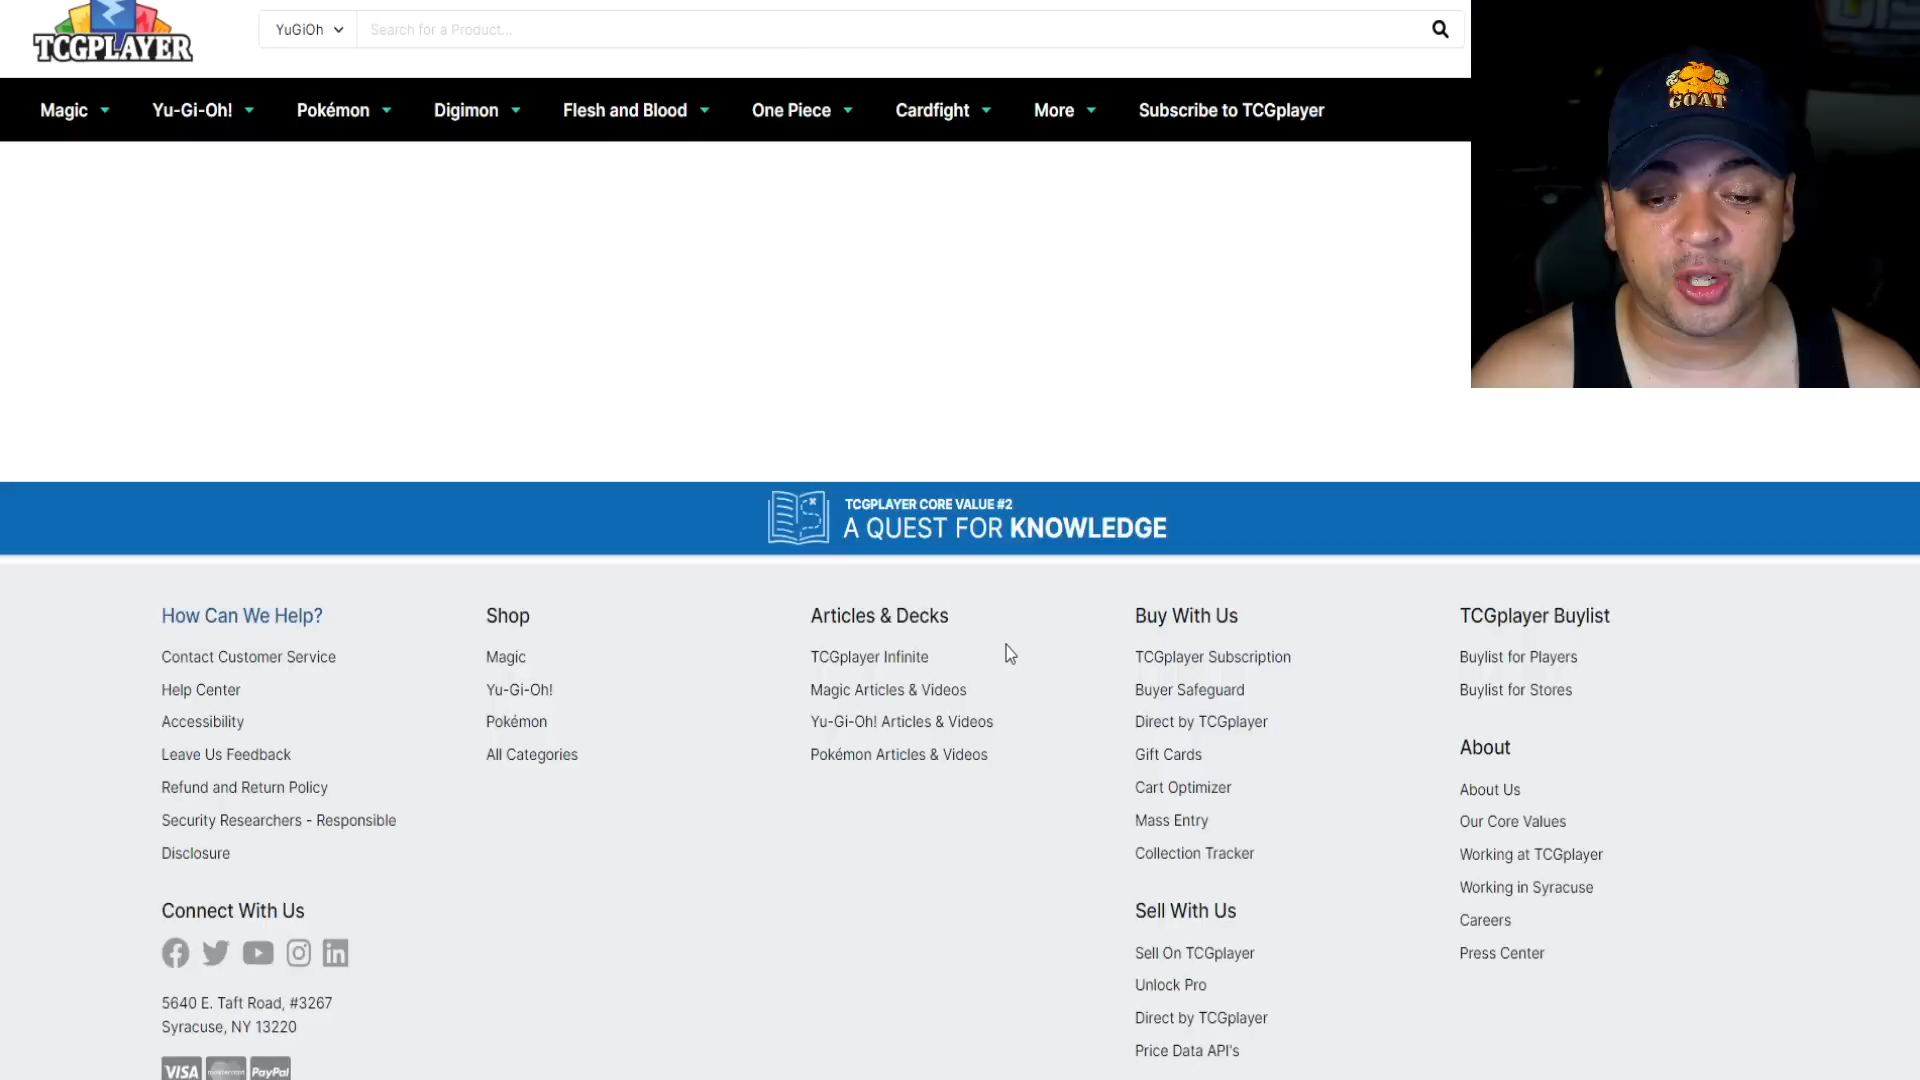 TCGPLAYER
YuGiOh
Search for a Product...
Magic
Yu-Gi-Oh!
Pokémon
Digimon
Flesh and Blood
One Piece
Cardfight
More
Subscribe to TCGplayer
GOAT
TCGPLAYER CORE VALUE #2
A QUEST FOR KNOWLEDGE
How Can We Help?
Contact Customer Service
Help Center
Accessibility
Leave Us Feedback
Refund and Return Policy
Security Researchers - Responsible
Disclosure
Connect With Us
5640 E. Taft Road, #3267
Syracuse, NY 13220
VISA
mastercard
PayPal
Shop
Magic
Yu-Gi-Oh!
Pokémon
All Categories
Articles & Decks
TCGplayer Infinite
Magic Articles & Videos
Yu-Gi-Oh! Articles & Videos
Pokémon Articles & Videos
Buy With Us
TCGplayer Subscription
Buyer Safeguard
Direct by TCGplayer
Gift Cards
Cart Optimizer
Mass Entry
Collection Tracker
Sell With Us
Sell On TCGplayer
Unlock Pro
Direct by TCGplayer
Price Data API's
TCGplayer Buylist
Buylist for Players
Buylist for Stores
About
About Us
Our Core Values
Working at TCGplayer
Working in Syracuse
Careers
Press Center